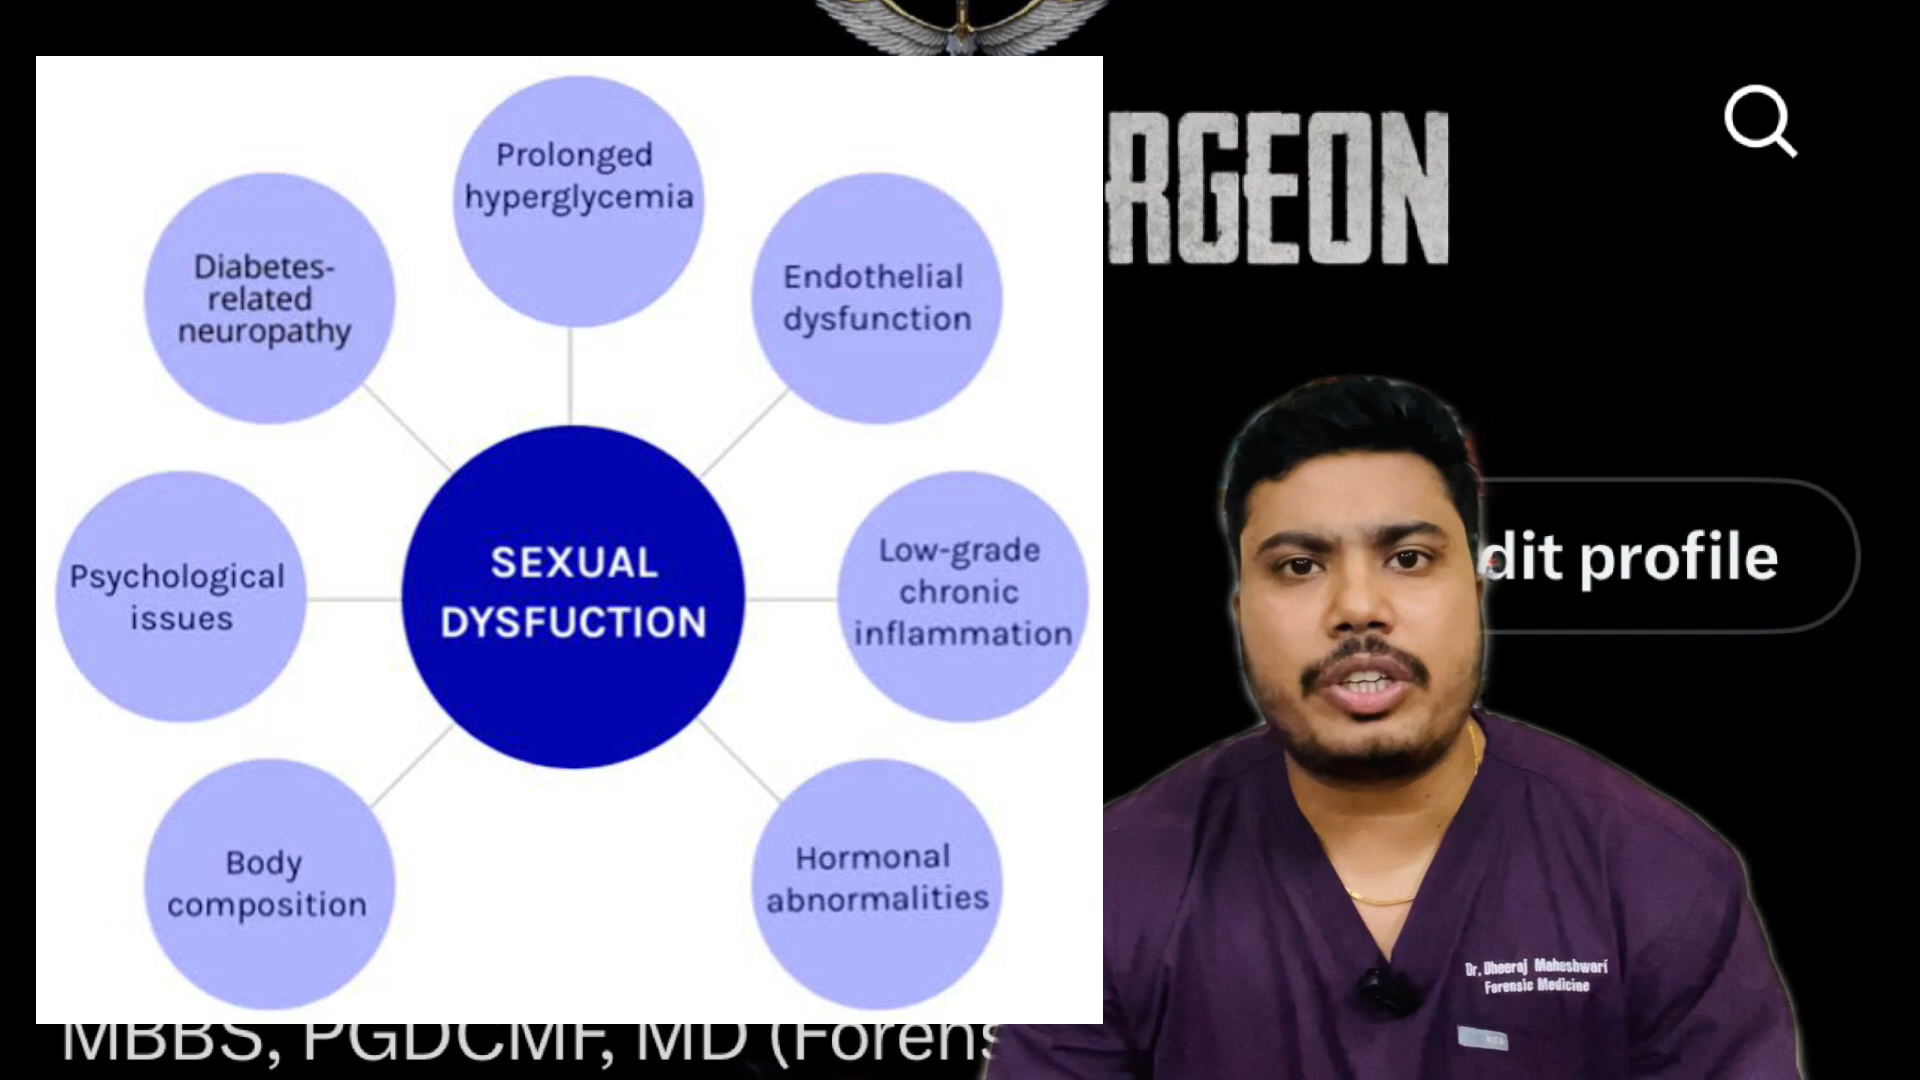 RGEON
dit profile
Prolonged
hyperglycemia
Diabetes-
related
neuropathy
Endothelial
dysfunction
Psychological
issues
SEXUAL
DYSFUCTION
Low-grade
chronic
inflammation
Body
composition
Hormonal
abnormalities
Dr. Dheeraj Maheshwari
Forensic Medicine
MBBS, PGDCMF, MD (Forens